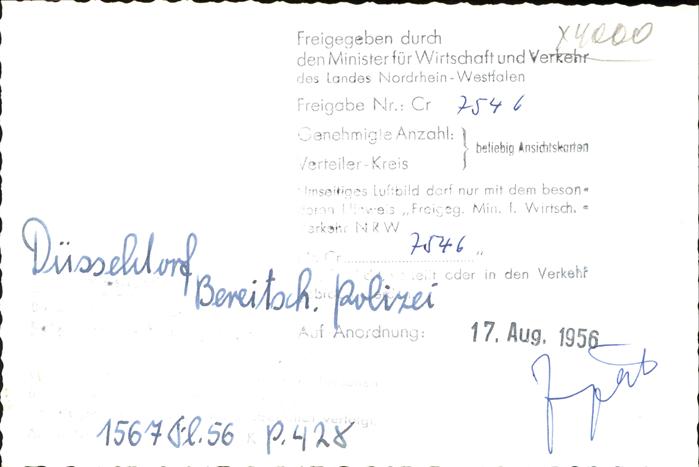 x4000
Freigegeben durch
den Minister für Wirtschaft und Verkehr
des Landes Nordrhein-Westfalen
Freigabe Nr.: Cr 7546
Genehmigte Anzahl:
Verteiler-Kreis
} beliebig Ansichtskarten
Umseitiges Luftbild darf nur mit dem beson=
deren Hinweis „Freigeg. Min. f. Wirtsch. =
Verkehr NRW
Cr. 7546 "
oder in den Verkehr
Düsseldorf
Bereitsch. polizei
Auf Anordnung: 17. Aug. 1956
1567 Fl. 56 P. 428